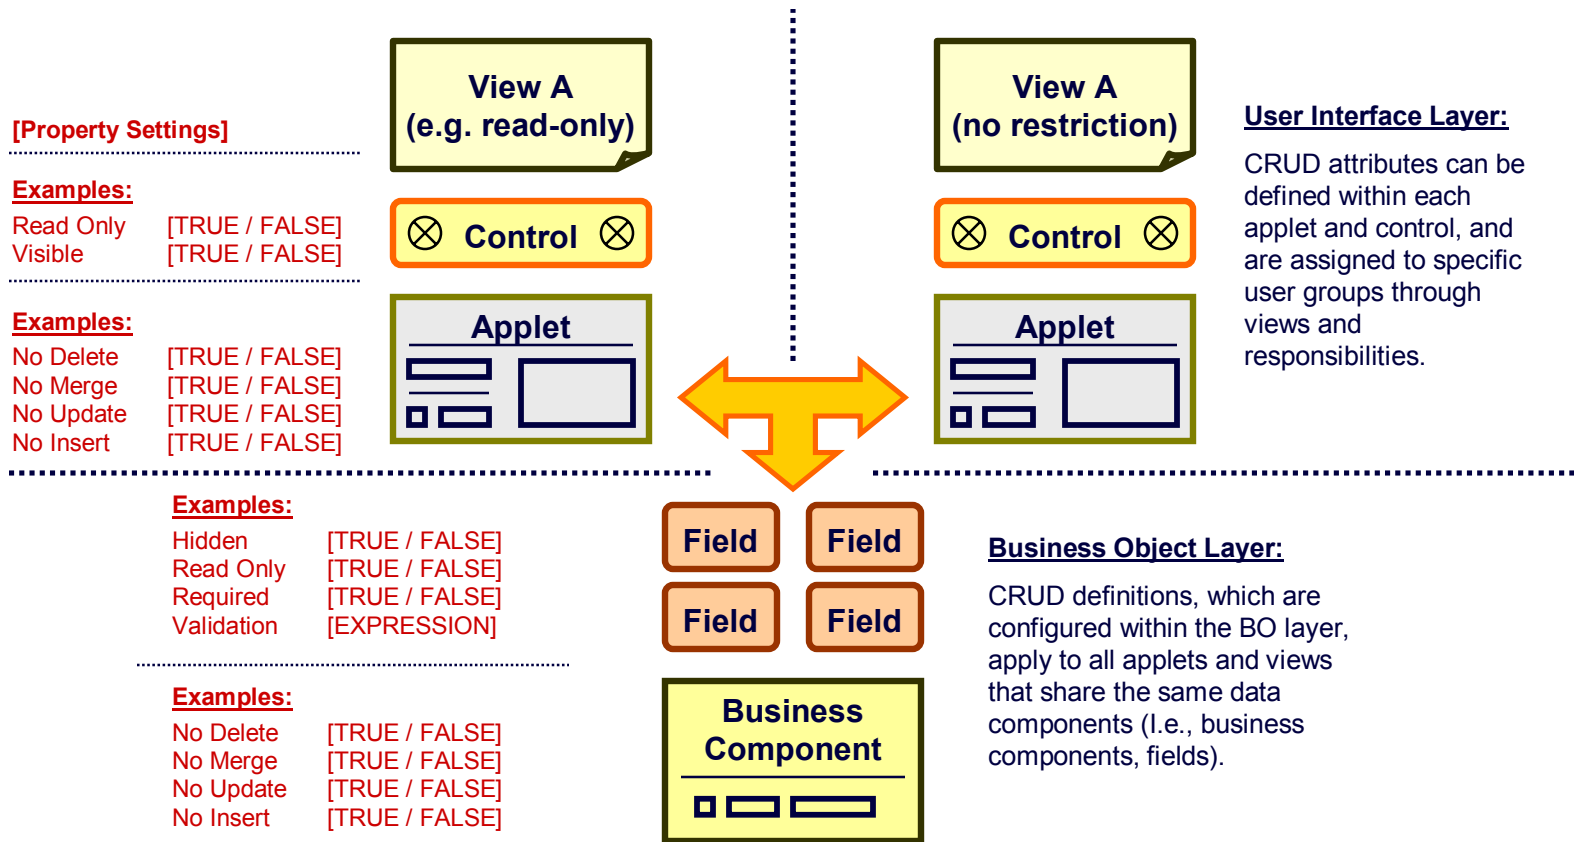 View A
(e.g. read-only)
View A
(no restriction)
[Property Settings]
Examples:
Read Only [TRUE / FALSE]
Visible [TRUE / FALSE]
Control
Control
Examples:
No Delete [TRUE / FALSE]
No Merge [TRUE / FALSE]
No Update [TRUE / FALSE]
No Insert [TRUE / FALSE]
Applet
Applet
User Interface Layer:
CRUD attributes can be
defined within each
applet and control, and
are assigned to specific
user groups through
views and
responsibilities.
Examples:
Hidden [TRUE / FALSE]
Read Only [TRUE / FALSE]
Required [TRUE / FALSE]
Validation [EXPRESSION]
Field
Field
Field
Field
Examples:
No Delete [TRUE / FALSE]
No Merge [TRUE / FALSE]
No Update [TRUE / FALSE]
No Insert [TRUE / FALSE]
Business
Component
Business Object Layer:
CRUD definitions, which are
configured within the BO layer,
apply to all applets and views
that share the same data
components (I.e., business
components, fields).